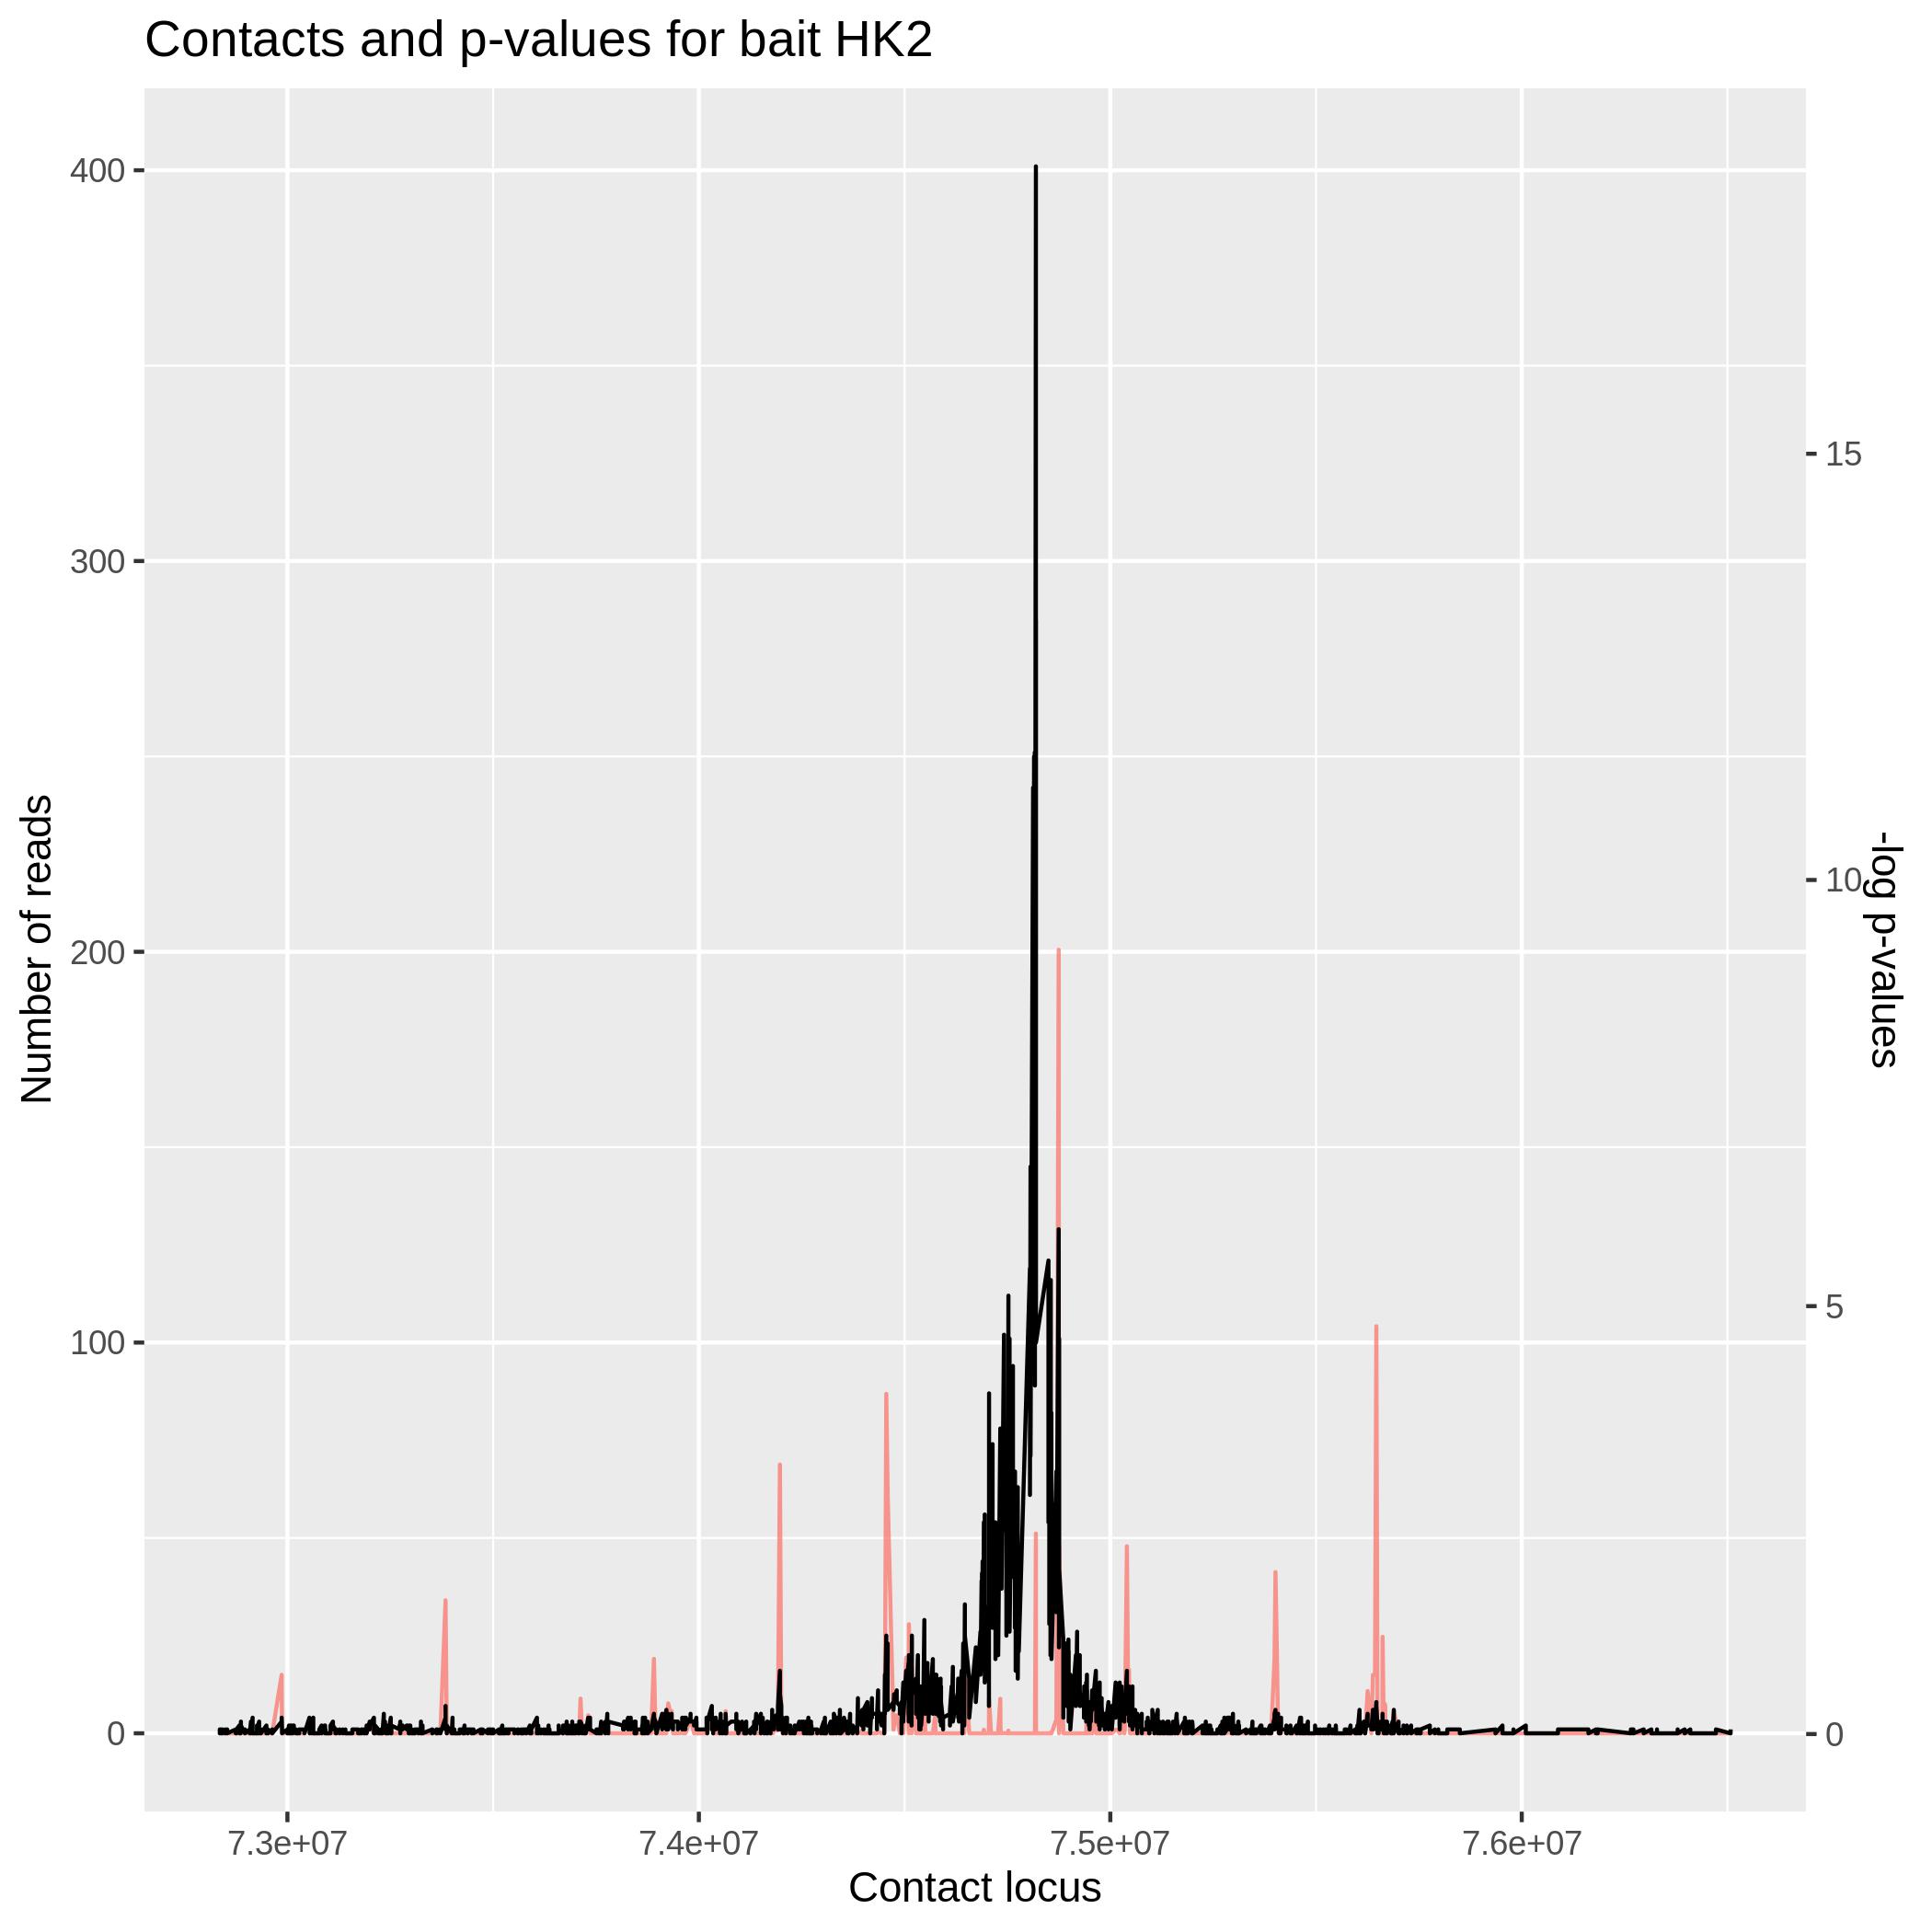 Contacts and p-values for bait HK2
400
300
200
100
0
Number of reads
15
10
5
0
-log p-values
7.3e+07
7.4e+07
7.5e+07
7.6e+07
Contact locus